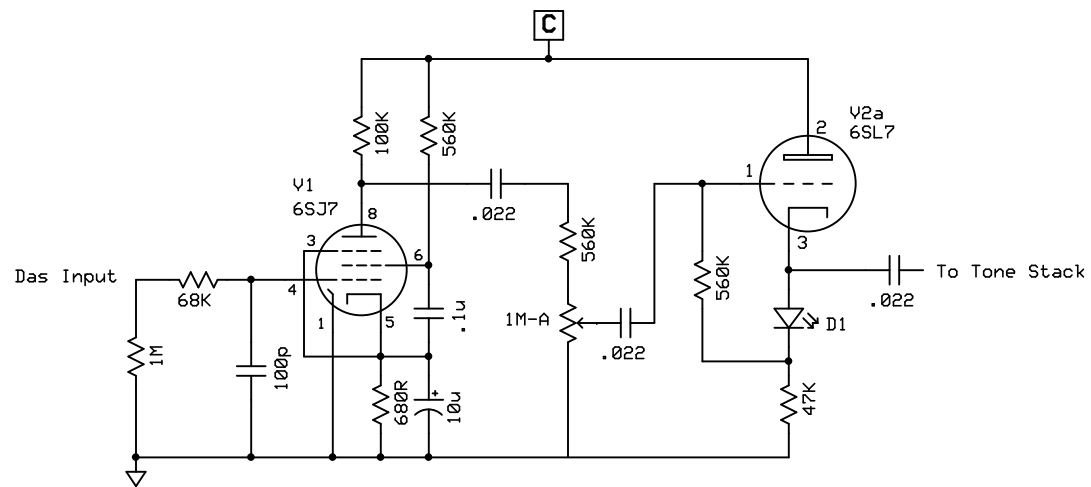 C
100K
560K
V2a
6SL7
2
1
3
V1
6SJ7
8
.022
3
6
560K
560K
Das Input
68K
4
1
5
.1u
1M-A
.022
To Tone Stack
.022
D1
1M
100p
680R
+
10u
47K